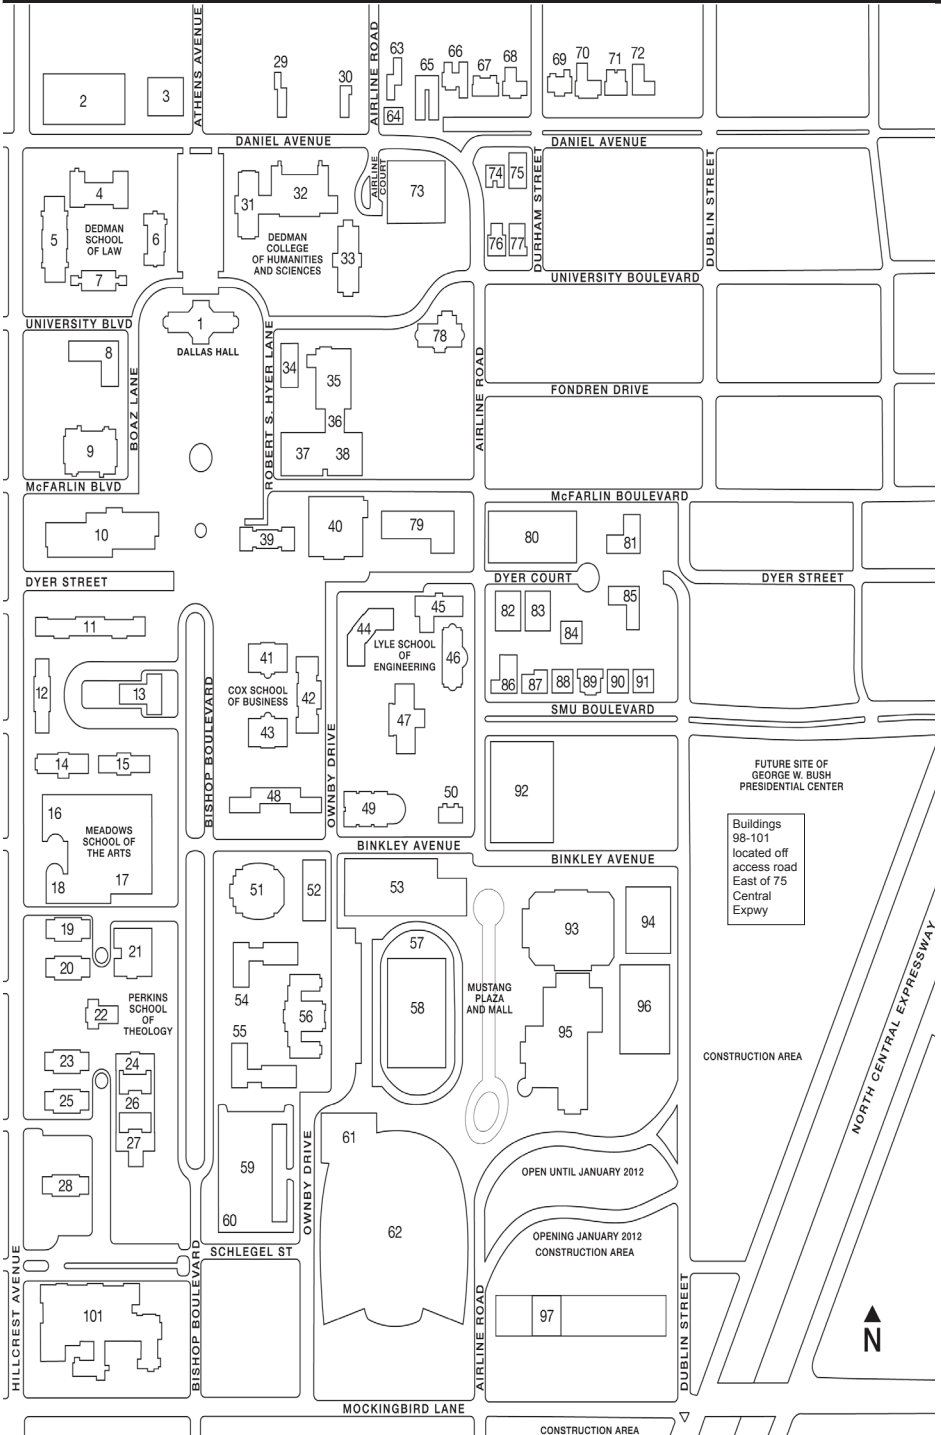 ATHENS AVENUE
AIRLINE ROAD
29
30
63
64
65
66
67
68
69
70
71
72
2
3
DANIEL AVENUE
DANIEL AVENUE
4
5
6
7
DEDMAN
SCHOOL
OF LAW
31
32
33
DEDMAN
COLLEGE
OF HUMANITIES
AND SCIENCES
AIRLINE
COURT
73
74
75
76
77
DURHAM STREET
DUBLIN STREET
UNIVERSITY BOULEVARD
UNIVERSITY BLVD
1
DALLAS HALL
78
8
9
BOAZ LANE
ROBERT S. HYER LANE
34
35
36
37
38
AIRLINE ROAD
FONDREN DRIVE
McFARLIN BLVD
McFARLIN BOULEVARD
10
39
40
79
80
81
DYER STREET
DYER COURT
DYER STREET
11
12
13
41
42
43
COX SCHOOL
OF BUSINESS
BISHOP BOULEVARD
44
45
46
47
LYLE SCHOOL
OF
ENGINEERING
82
83
84
85
86
87
88
89
90
91
SMU BOULEVARD
14
15
OWNBY DRIVE
48
49
50
92
FUTURE SITE OF
GEORGE W. BUSH
PRESIDENTIAL CENTER
16
MEADOWS
SCHOOL OF
THE ARTS
17
18
Buildings
98-101
located off
access road
East of 75
Central
Expwy
BINKLEY AVENUE
BINKLEY AVENUE
51
52
53
93
94
19
20
21
22
PERKINS
SCHOOL
OF
THEOLOGY
54
55
56
57
58
MUSTANG
PLAZA
AND MALL
95
96
CONSTRUCTION AREA
NORTH CENTRAL EXPRESSWAY
23
24
25
26
27
28
59
60
61
62
OWNBY DRIVE
OPEN UNTIL JANUARY 2012
OPENING JANUARY 2012
CONSTRUCTION AREA
SCHLEGEL ST
HILLCREST AVENUE
101
BISHOP BOULEVARD
AIRLINE ROAD
97
DUBLIN STREET
N
MOCKINGBIRD LANE
CONSTRUCTION AREA